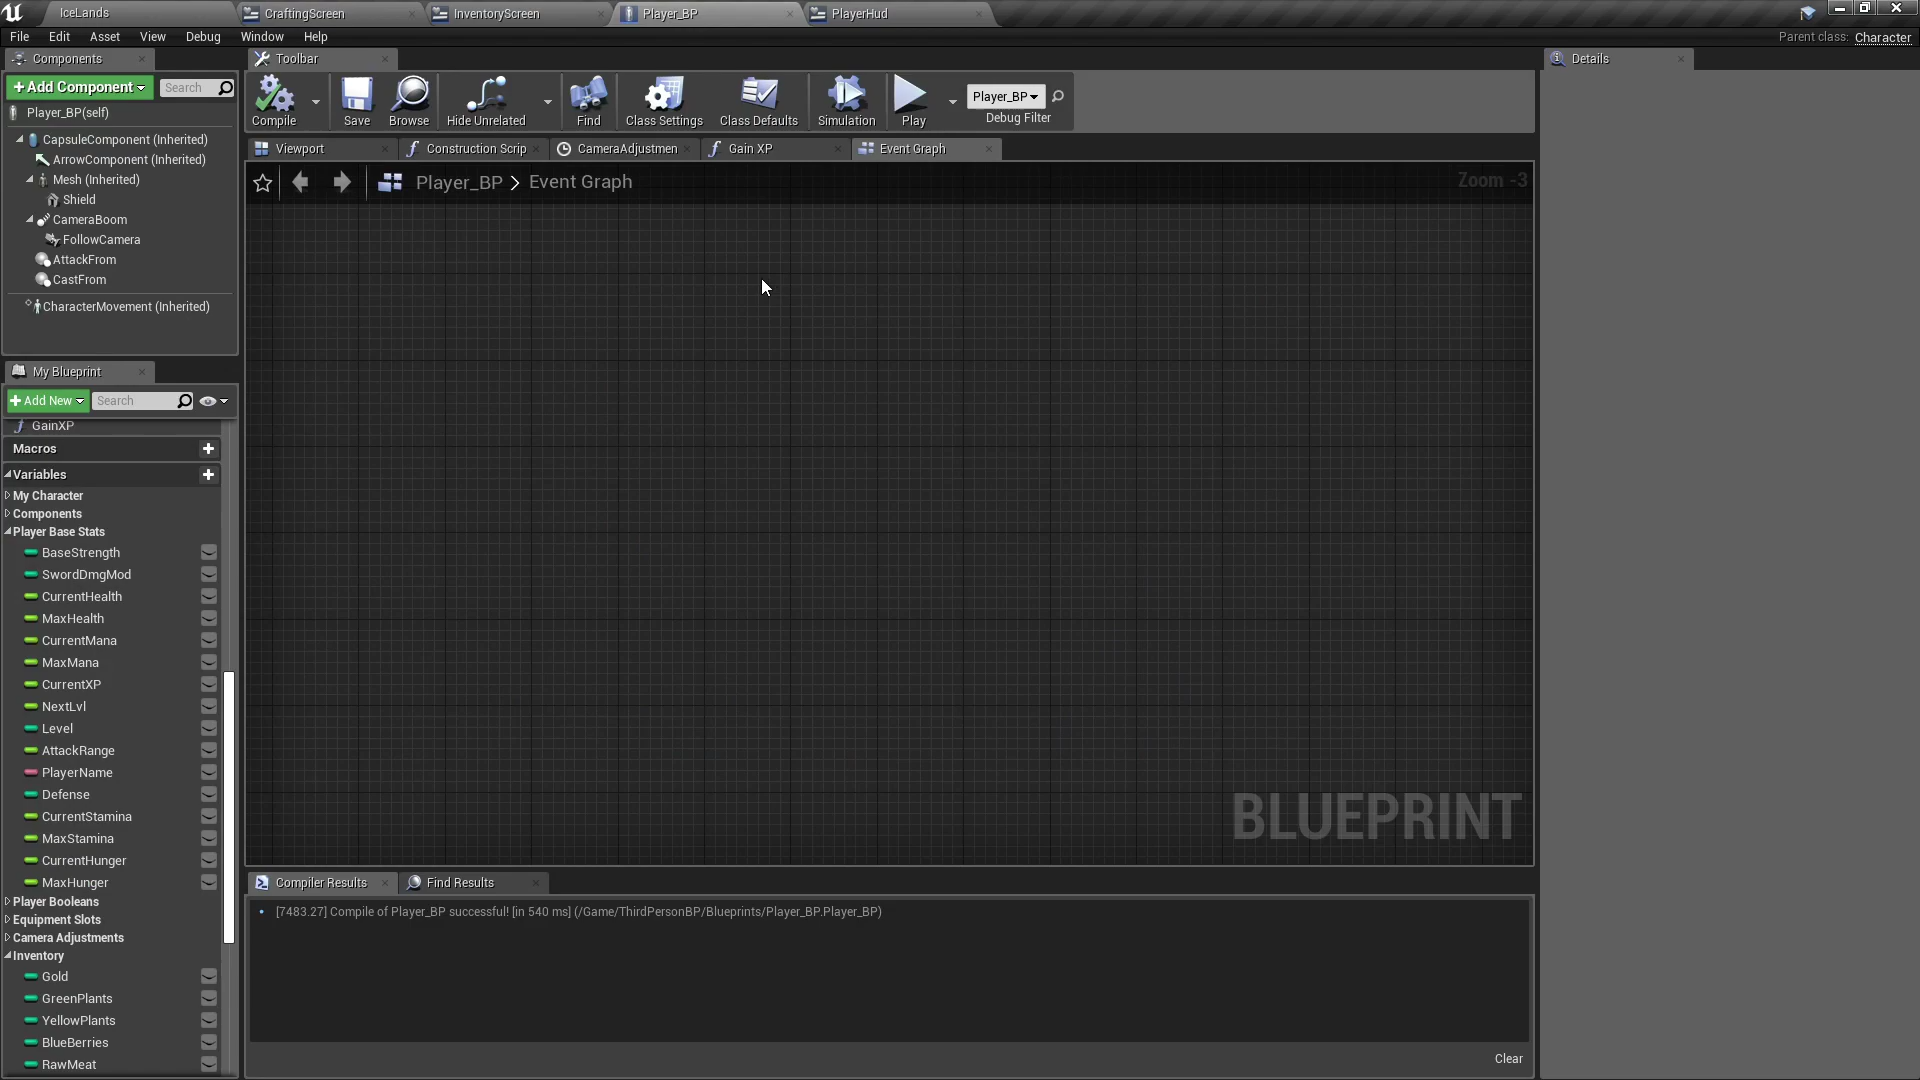 IceLands
CraftingScreen
InventoryScreen
Player_BP
PlayerHud
File
Edit
Asset
View
Debug
Window
Help
Parent class: Character
Components
Toolbar
Details
Add Component
Search
Player_BP(self)
CapsuleComponent (Inherited)
ArrowComponent (Inherited)
Mesh (Inherited)
Shield
CameraBoom
FollowCamera
AttackFrom
CastFrom
CharacterMovement (Inherited)
Compile
Save
Browse
Hide Unrelated
Find
Class Settings
Class Defaults
Simulation
Play
Player_BP
Debug Filter
Viewport
Construction Scrip
CameraAdjustmen
Gain XP
Event Graph
Player_BP > Event Graph
Zoom -3
My Blueprint
Add New
Search
GainXP
Macros
Variables
My Character
Components
Player Base Stats
BaseStrength
SwordDmgMod
CurrentHealth
MaxHealth
CurrentMana
MaxMana
CurrentXP
NextLvl
Level
AttackRange
PlayerName
Defense
CurrentStamina
MaxStamina
CurrentHunger
MaxHunger
Player Booleans
Equipment Slots
Camera Adjustments
Inventory
Gold
GreenPlants
YellowPlants
BlueBerries
RawMeat
BLUEPRINT
Compiler Results
Find Results
[7483.27] Compile of Player_BP successful! [in 540 ms] (/Game/ThirdPersonBP/Blueprints/Player_BP.Player_BP)
Clear